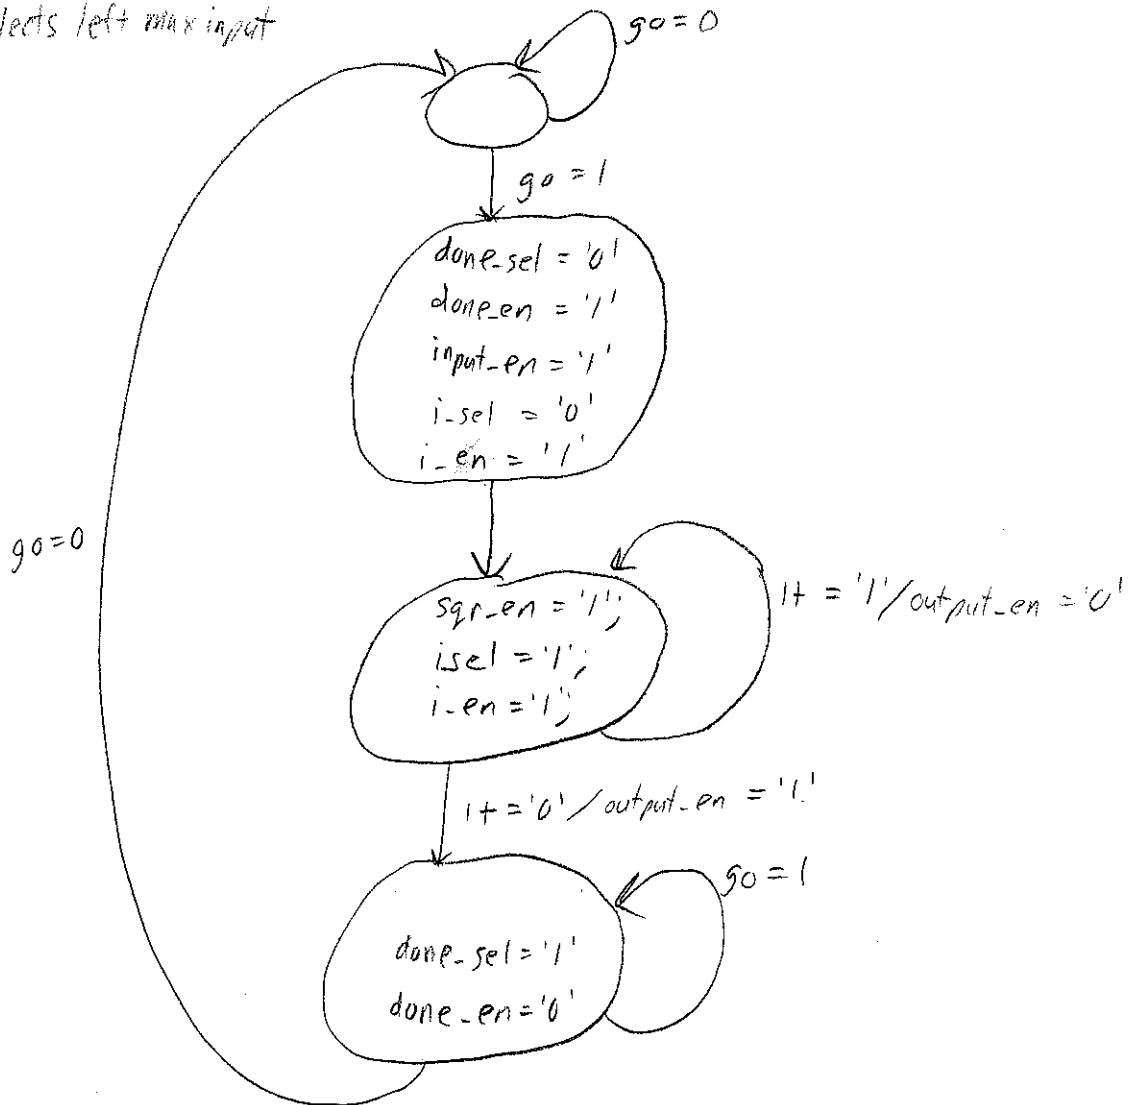 left mux input
go=0
go=1
done_sel = '0'
done_en = '1'
input_en = '1'
i_sel = '0'
i_en = '1'
go=0
sqr_en = '1';
isel = '1';
i_en = '1';
lt = '1'/output_en = '0'
lt = '0'/output_en = '1'
go=1
done_sel = '1'
done_en = '0'